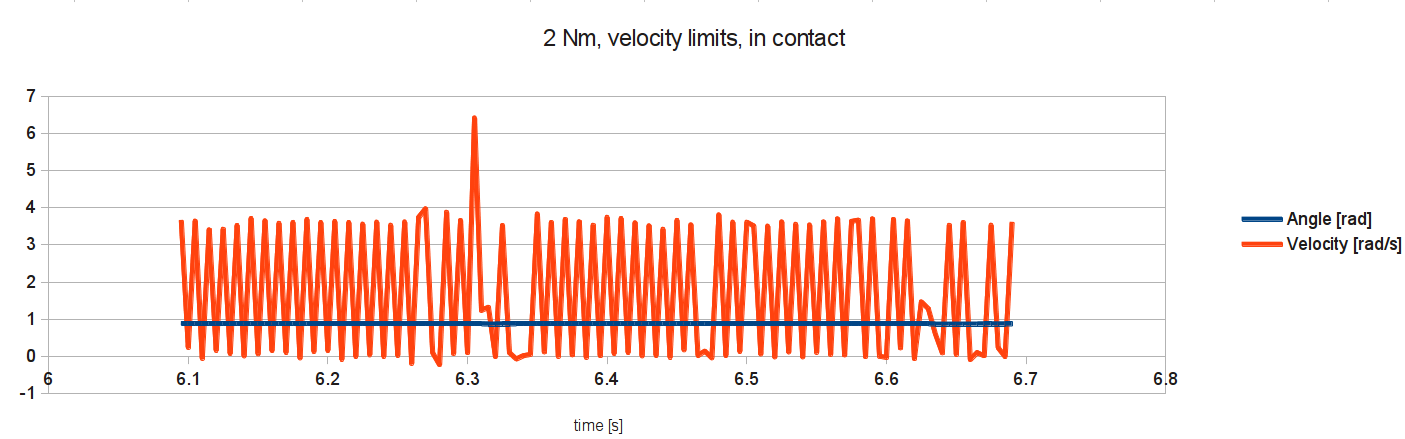 2 Nm, velocity limits, in contact
7
6
5
4
3
2
1
0
-1
6 6.1 6.2 6.3 6.4 6.5 6.6 6.7 6.8
time [s]
Angle [rad]
Velocity [rad/s]